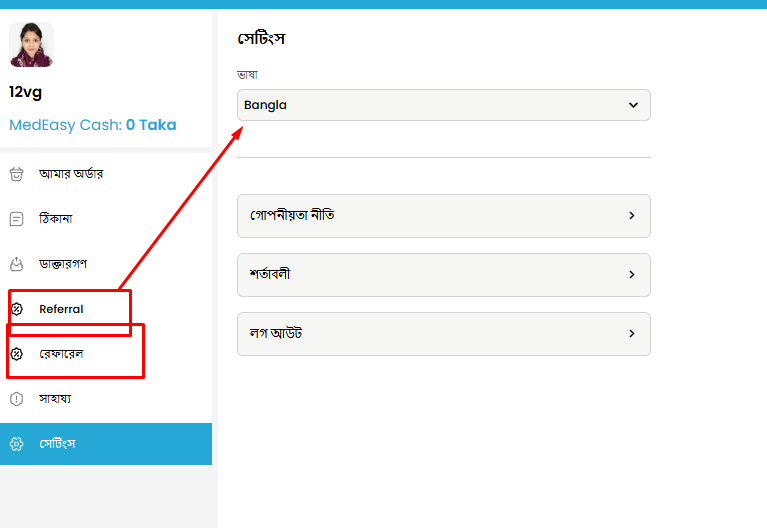 12vg
MedEasy Cash: 0 Taka
আমার অর্ডার
ঠিকানা
ডাক্তারগণ
Referral
রেফারেল
সাহায্য
সেটিংস
সেটিংস
ভাষা
Bangla
গোপনীয়তা নীতি
শর্তাবলী
লগ আউট